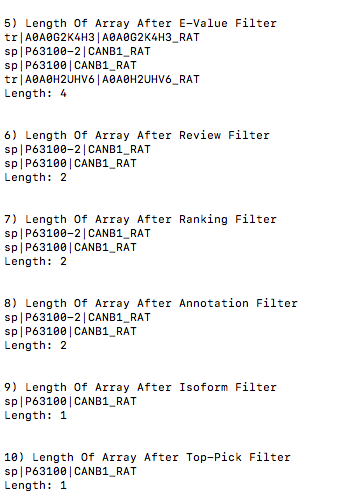 5) Length Of Array After E-Value Filter
tr|A0A0G2K4H3|A0A0G2K4H3_RAT
sp|P63100-2|CANB1_RAT
sp|P63100|CANB1_RAT
tr|A0A0H2UHV6|A0A0H2UHV6_RAT
Length: 4
6) Length Of Array After Review Filter
sp|P63100-2|CANB1_RAT
sp|P63100|CANB1_RAT
Length: 2
7) Length Of Array After Ranking Filter
sp|P63100-2|CANB1_RAT
sp|P63100|CANB1_RAT
Length: 2
8) Length Of Array After Annotation Filter
sp|P63100-2|CANB1_RAT
sp|P63100|CANB1_RAT
Length: 2
9) Length Of Array After Isoform Filter
sp|P63100|CANB1_RAT
Length: 1
10) Length Of Array After Top-Pick Filter
sp|P63100|CANB1_RAT
Length: 1